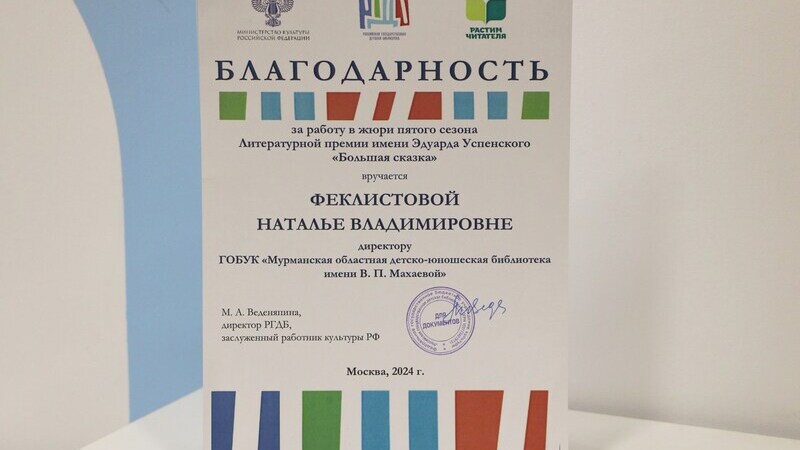 МИНИСТЕРСТВО КУЛЬТУРЫ
РОССИЙСКОЙ ФЕДЕРАЦИИ
РАСТИМ
ЧИТАТЕЛЯ
БЛАГОДАРНОСТЬ
за работу в жюри пятого сезона
Литературной премии имени Эдуарда Успенского
«Большая сказка»
вручается
ФЕКЛИСТОВОЙ
НАТАЛЬЕ ВЛАДИМИРОВНЕ
директору
ГОБУК «Мурманская областная детско-юношеская библиотека
имени В. П. Махаевой»
М. А. Веденяпина,
директор РГДБ,
заслуженный работник культуры РФ
ДЛЯ
ДОКУМЕНТОВ
Москва, 2024 г.